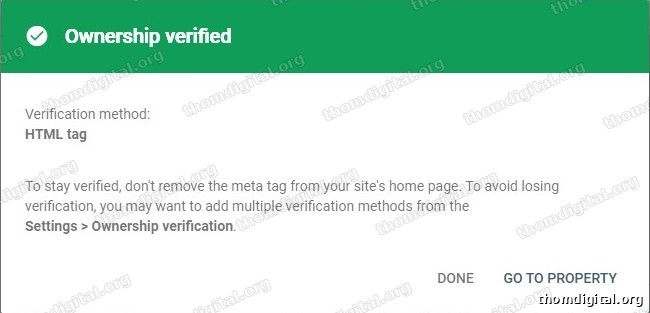 Ownership verified
Verification method:
HTML tag
To stay verified, don't remove the meta tag from your site's home page. To avoid losing
verification, you may want to add multiple verification methods from the
Settings > Ownership verification.
DONE GO TO PROPERTY
thomdigital.org